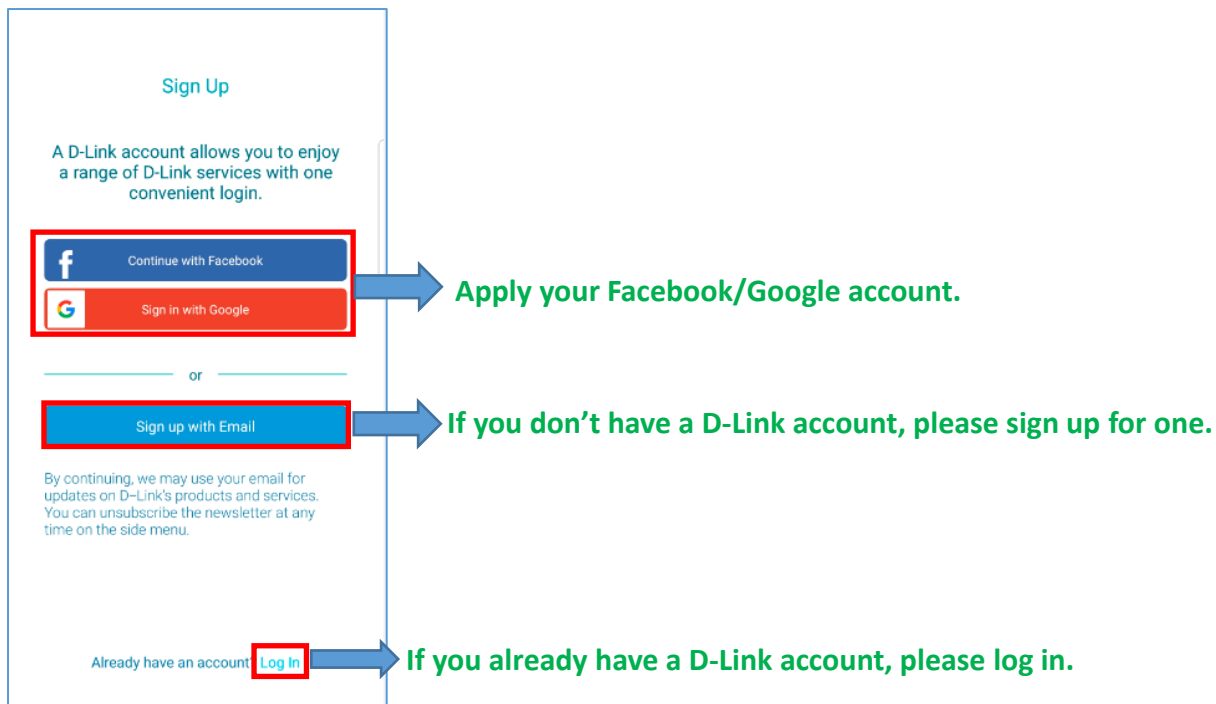 Sign Up
A D-Link account allows you to enjoy
a range of D-Link services with one
convenient login.
Continue with Facebook
Sign in with Google
Apply your Facebook/Google account.
or
Sign up with Email
If you don’t have a D-Link account, please sign up for one.
By continuing, we may use your email for
updates on D–Link's products and services.
You can unsubscribe the newsletter at any
time on the side menu.
Already have an account? Log In
If you already have a D-Link account, please log in.